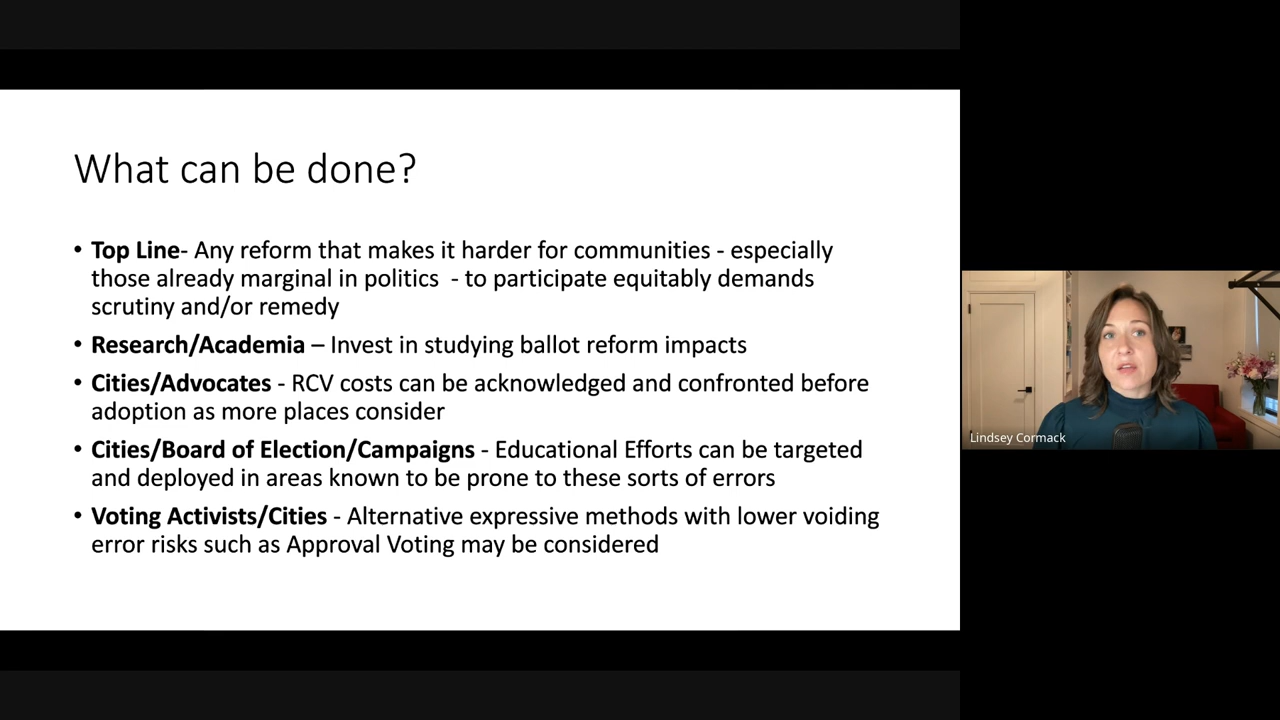 What can be done?
• Top Line- Any reform that makes it harder for communities - especially
those already marginal in politics  - to participate equitably demands
scrutiny and/or remedy
• Research/Academia – Invest in studying ballot reform impacts
• Cities/Advocates - RCV costs can be acknowledged and confronted before
adoption as more places consider
• Cities/Board of Election/Campaigns - Educational Efforts can be targeted
and deployed in areas known to be prone to these sorts of errors
• Voting Activists/Cities - Alternative expressive methods with lower voiding
error risks such as Approval Voting may be considered
Lindsey Cormack